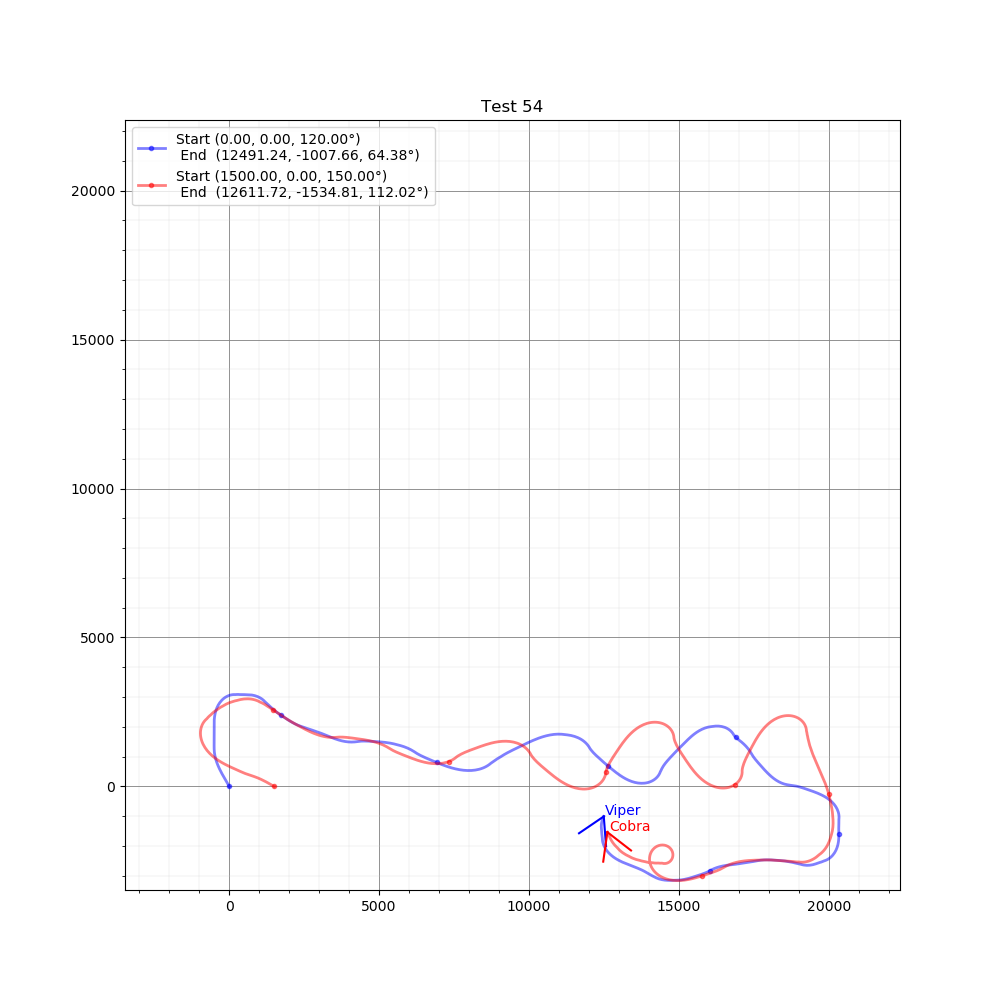 Test 54
Start (0.00, 0.00, 120.00°)
End (12491.24, -1007.66, 64.38°)
Start (1500.00, 0.00, 150.00°)
End (12611.72, -1534.81, 112.02°)
20000
15000
10000
5000
0
Viper
Cobra
0
5000
10000
15000
20000